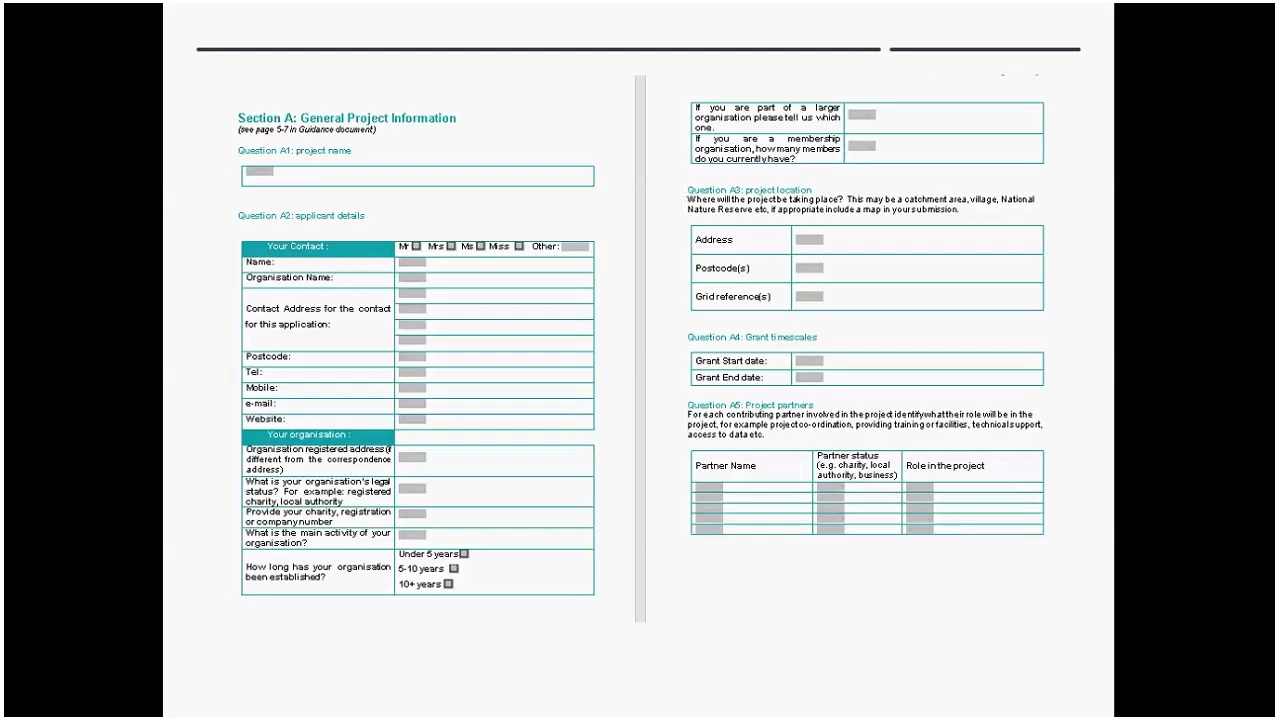 Section A: General Project Information
(see page 5-7 in Guidance document)
Question A1: project name
Question A2: applicant details
Your Contact :
Mr Mrs Ms Miss Other:
Name:
Organisation Name:
Contact Address for the contact
for this application:
Postcode:
Tel:
Mobile:
e-mail:
Website:
Your organisation :
Organisation registered address (if
different from the correspondence
address)
What is your organisation's legal
status? For example: registered
charity, local authority
Provide your charity, registration
or company number
What is the main activity of your
organisation?
How long has your organisation
been established?
Under 5 years
5-10 years
10+ years
If you are part of a larger
organisation please tell us which
one.
If you are a membership
organisation, how many members
do you currently have?
Question A3: project location
Where will the project be taking place? This may be a catchment area, village, National
Nature Reserve etc, if appropriate include a map in your submission.
Address
Postcode(s)
Grid reference(s)
Question A4: Grant timescales
Grant Start date:
Grant End date:
Question A5: Project partners
For each contributing partner involved in the project identify what their role will be in the
project, for example project co-ordination, providing training or facilities, technical support,
access to data etc.
Partner Name
Partner status
(e.g. charity, local
authority, business)
Role in the project